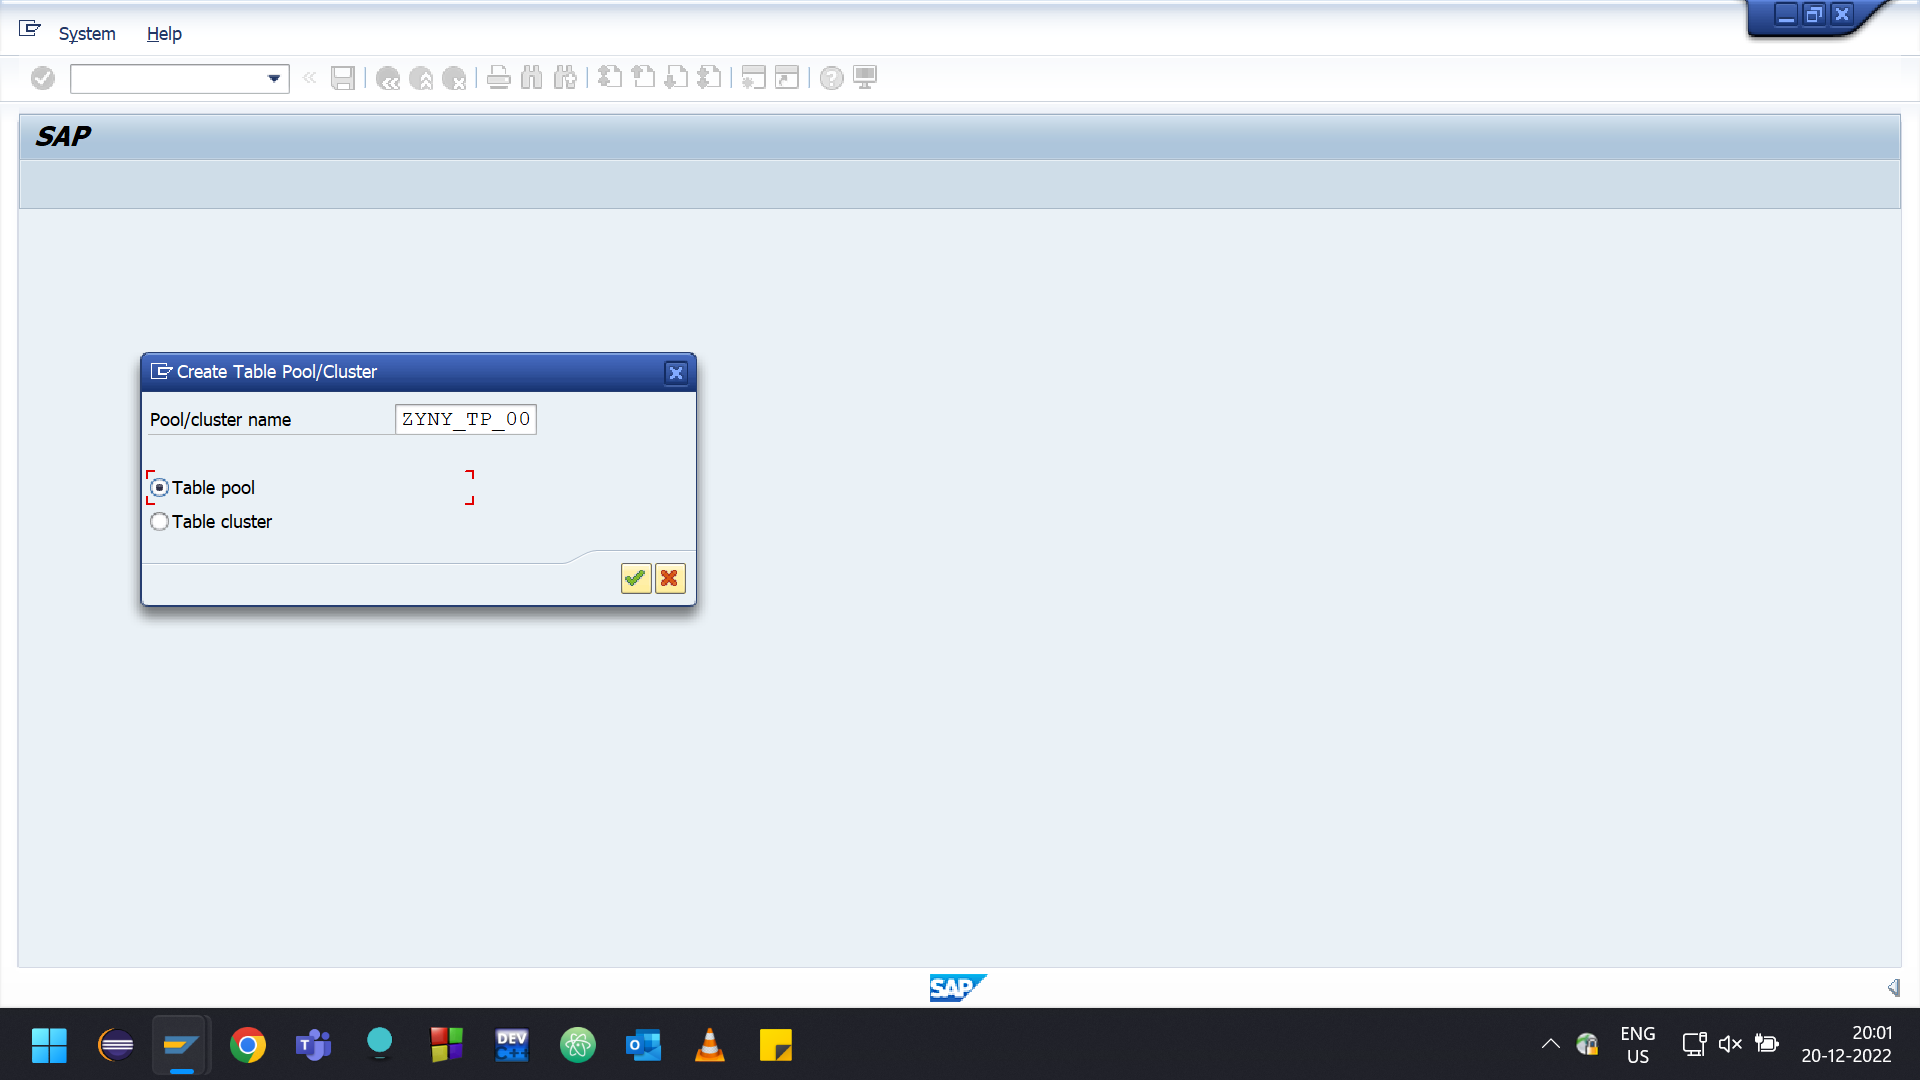 System Help
SAP
Create Table Pool/Cluster
Pool/cluster name ZYNY_TP_00
Table pool
Table cluster
SAP
T DEV C++ O
ENG
US
20:01
20-12-2022